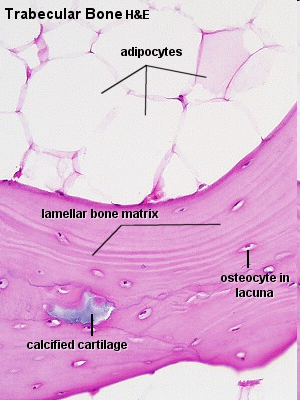 Trabecular Bone H&E
adipocytes
lamellar bone matrix
osteocyte in
lacuna
calcified cartilage